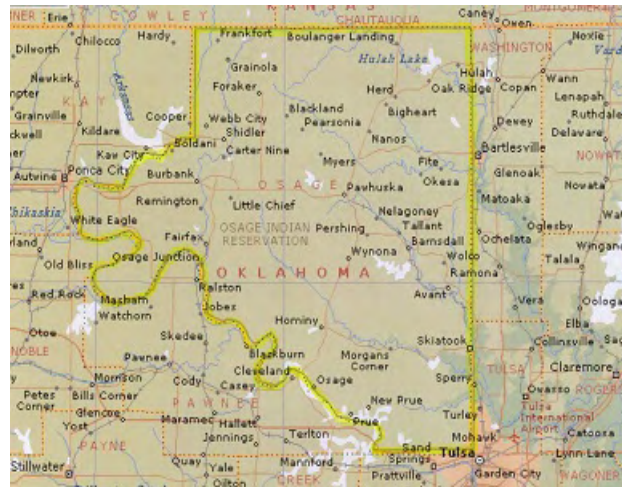 KANSAS
Erie
COWLEY
CHAUTAUQUA
Caney
MONTGOMERY
Owen
Chilocco
Hardy
Frankfort
Boulanger Landing
Noxie
Dilworth
WASHINGTON
Hulah Lake
Grainola
Hulah
Newkirk
Arkansas
Foraker
Herd
Oak Ridge
Copan
Wann
KAY
Lenapah
Grainville
Blackland
Bigheart
Ruthdale
Cooper
Webb City
Pearsonia
Dewey
Delaware
Kildare
Shidler
Nanos
Kaw City
Soldani
Carter Nine
Bartlesville
Ponca City
Myers
Fite
Glenoak
Autwine
Burbank
OSAGE
Okesa
Nowata
Pawhuska
Matoaka
Remington
Little Chief
Chikaskia
White Eagle
Nelagoney
Oglesby
OSAGE INDIAN
Pershing
Tallant
Fairfax
RESERVATION
Barnsdall
Ochelata
Old Bliss
Osage Junction
Wynona
Wolco
Talala
OKLAHOMA
Ramona
Red Rock
Ralston
Avant
Masham
Vera
Watchorn
Jobes
Hominy
Elba
Otoe
Skedee
Skiatook
Collinsville
NOBLE
Blackburn
Morgans
Corner
Pawnee
Cleveland
TULSA
Claremore
Morrison
Cody
Osage
Sperry
Petes
Corner
Bills Corner
Casey
Owasso
ROGERS
PAWNEE
New Prue
Tulsa
International
Airport
Glencoe
Maramec
Hallett
Prue
Turley
Yost
Jennings
Terlton
Mohawk
Catoosa
PAYNE
Sand
Springs
Tulsa
Lynn Lane
Quay
Mannford
Stillwater
Yale
Prattville
Garden City
Oilton
CREEK
WAGONER